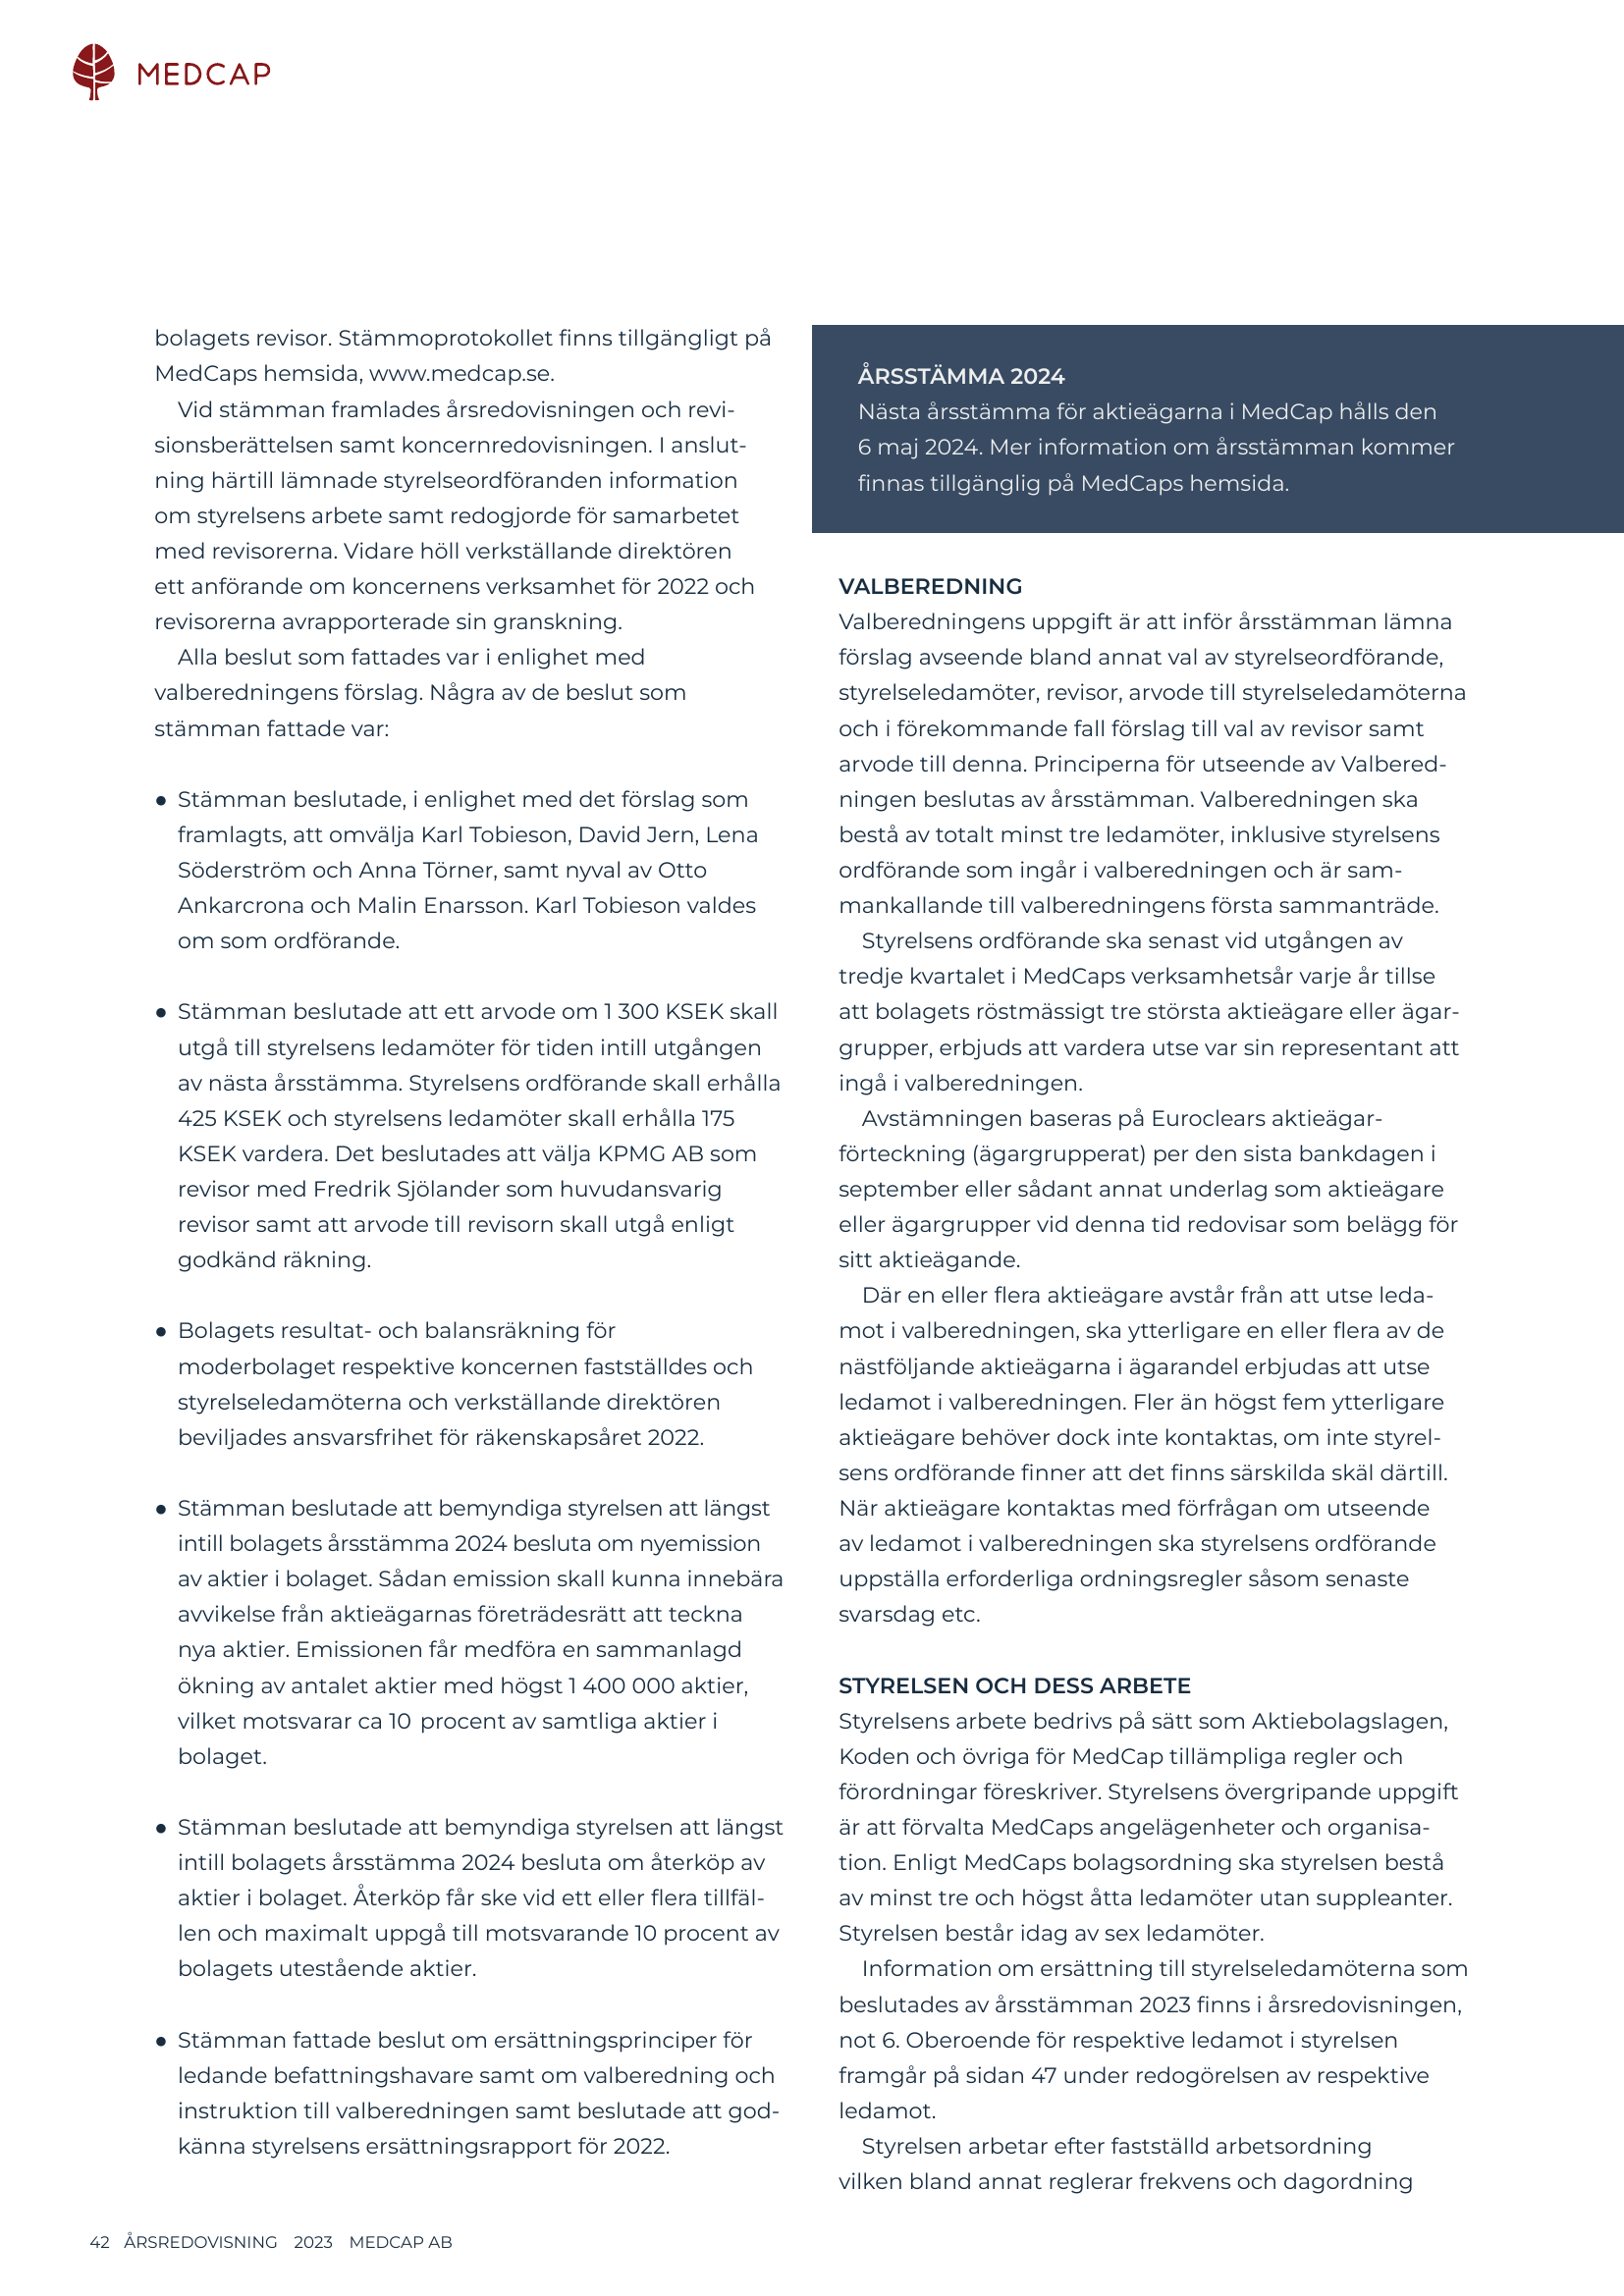 MEDCAP
bolagets revisor. Stämmoprotokollet finns tillgängligt på
MedCaps hemsida, www.medcap.se.
Vid stämman framlades årsredovisningen och revi-
sionsberättelsen samt koncernredovisningen. I anslut-
ning härtill lämnade styrelseordföranden information
om styrelsens arbete samt redogjorde för samarbetet
med revisorerna. Vidare höll verkställande direktören
ett anförande om koncernens verksamhet för 2022 och
revisorerna avrapporterade sin granskning.
Alla beslut som fattades var i enlighet med
valberedningens förslag. Några av de beslut som
stämman fattade var:
● Stämman beslutade, i enlighet med det förslag som
framlagts, att omvälja Karl Tobieson, David Jern, Lena
Söderström och Anna Törner, samt nyval av Otto
Ankarcrona och Malin Enarsson. Karl Tobieson valdes
om som ordförande.
● Stämman beslutade att ett arvode om 1 300 KSEK skall
utgå till styrelsens ledamöter för tiden intill utgången
av nästa årsstämma. Styrelsens ordförande skall erhålla
425 KSEK och styrelsens ledamöter skall erhålla 175
KSEK vardera. Det beslutades att välja KPMG AB som
revisor med Fredrik Sjölander som huvudansvarig
revisor samt att arvode till revisorn skall utgå enligt
godkänd räkning.
● Bolagets resultat- och balansräkning för
moderbolaget respektive koncernen fastställdes och
styrelseledamöterna och verkställande direktören
beviljades ansvarsfrihet för räkenskapsåret 2022.
● Stämman beslutade att bemyndiga styrelsen att längst
intill bolagets årsstämma 2024 besluta om nyemission
av aktier i bolaget. Sådan emission skall kunna innebära
avvikelse från aktieägarnas företrädesrätt att teckna
nya aktier. Emissionen får medföra en sammanlagd
ökning av antalet aktier med högst 1 400 000 aktier,
vilket motsvarar ca 10 procent av samtliga aktier i
bolaget.
● Stämman beslutade att bemyndiga styrelsen att längst
intill bolagets årsstämma 2024 besluta om återköp av
aktier i bolaget. Återköp får ske vid ett eller flera tillfäl-
len och maximalt uppgå till motsvarande 10 procent av
bolagets utestående aktier.
● Stämman fattade beslut om ersättningsprinciper för
ledande befattningshavare samt om valberedning och
instruktion till valberedningen samt beslutade att god-
känna styrelsens ersättningsrapport för 2022.
ÅRSSTÄMMA 2024
Nästa årsstämma för aktieägarna i MedCap hålls den
6 maj 2024. Mer information om årsstämman kommer
finnas tillgänglig på MedCaps hemsida.
VALBEREDNING
Valberedningens uppgift är att inför årsstämman lämna
förslag avseende bland annat val av styrelseordförande,
styrelseledamöter, revisor, arvode till styrelseledamöterna
och i förekommande fall förslag till val av revisor samt
arvode till denna. Principerna för utseende av Valbered-
ningen beslutas av årsstämman. Valberedningen ska
bestå av totalt minst tre ledamöter, inklusive styrelsens
ordförande som ingår i valberedningen och är sam-
mankallande till valberedningens första sammanträde.
Styrelsens ordförande ska senast vid utgången av
tredje kvartalet i MedCaps verksamhetsår varje år tillse
att bolagets röstmässigt tre största aktieägare eller ägar-
grupper, erbjuds att vardera utse var sin representant att
ingå i valberedningen.
Avstämningen baseras på Euroclears aktieägar-
förteckning (ägargrupperat) per den sista bankdagen i
september eller sådant annat underlag som aktieägare
eller ägargrupper vid denna tid redovisar som belägg för
sitt aktieägande.
Där en eller flera aktieägare avstår från att utse leda-
mot i valberedningen, ska ytterligare en eller flera av de
nästföljande aktieägarna i ägarandel erbjudas att utse
ledamot i valberedningen. Fler än högst fem ytterligare
aktieägare behöver dock inte kontaktas, om inte styrel-
sens ordförande finner att det finns särskilda skäl därtill.
När aktieägare kontaktas med förfrågan om utseende
av ledamot i valberedningen ska styrelsens ordförande
uppställa erforderliga ordningsregler såsom senaste
svarsdag etc.
STYRELSEN OCH DESS ARBETE
Styrelsens arbete bedrivs på sätt som Aktiebolagslagen,
Koden och övriga för MedCap tillämpliga regler och
förordningar föreskriver. Styrelsens övergripande uppgift
är att förvalta MedCaps angelägenheter och organisa-
tion. Enligt MedCaps bolagsordning ska styrelsen bestå
av minst tre och högst åtta ledamöter utan suppleanter.
Styrelsen består idag av sex ledamöter.
Information om ersättning till styrelseledamöterna som
beslutades av årsstämman 2023 finns i årsredovisningen,
not 6. Oberoende för respektive ledamot i styrelsen
framgår på sidan 47 under redogörelsen av respektive
ledamot.
Styrelsen arbetar efter fastställd arbetsordning
vilken bland annat reglerar frekvens och dagordning
42 ÅRSREDOVISNING 2023 MEDCAP AB